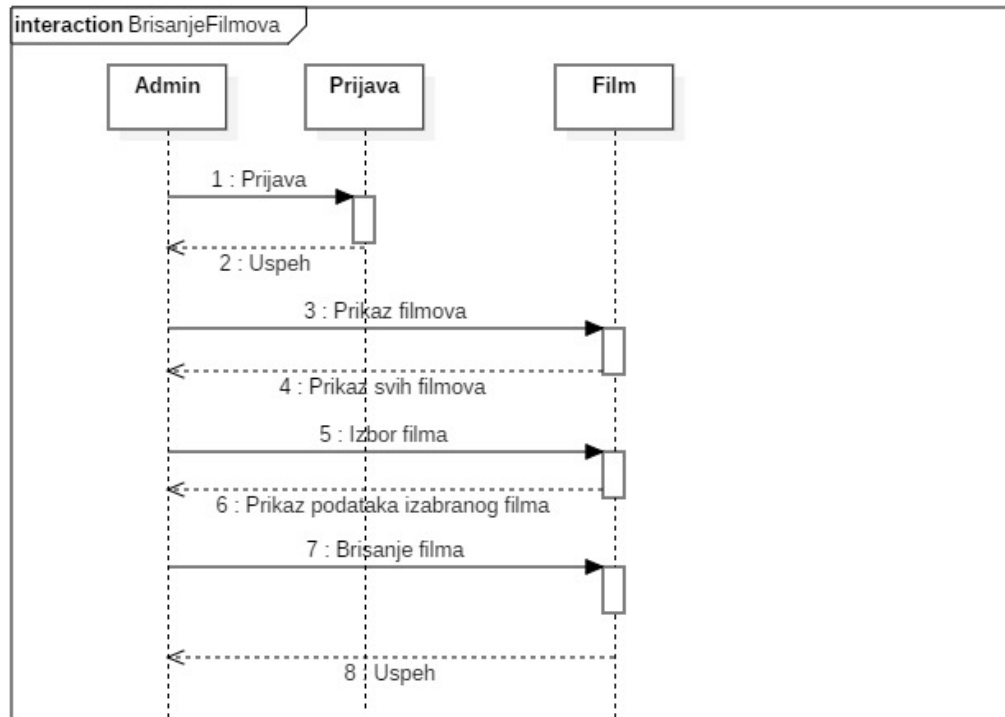 interaction BrisanjeFilmova
Admin
Prijava
Film
1 : Prijava
2 : Uspeh
3 : Prikaz filmova
4 : Prikaz svih filmova
5 : Izbor filma
6 : Prikaz podataka izabranog filma
7 : Brisanje filma
8 : Uspeh